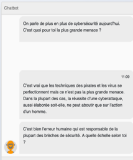 Chatbot
On parle de plus en plus de cybersécurité aujourd'hui.
C'est quoi pour toi la plus grande menace ?
11:05
C'est vrai que les techniques des pirates et les virus se
perfectionnent mais ce n'est pas la plus grande menace.
Dans la plupart des cas, la réussite d'une cyberattaque,
aussi élaborée soit-elle, ne peut aboutir que sur l'action
d'un homme.
C'est bien l'erreur humaine qui est responsable de la
plupart des brèches de sécurité. A quelle échelle selon toi
?